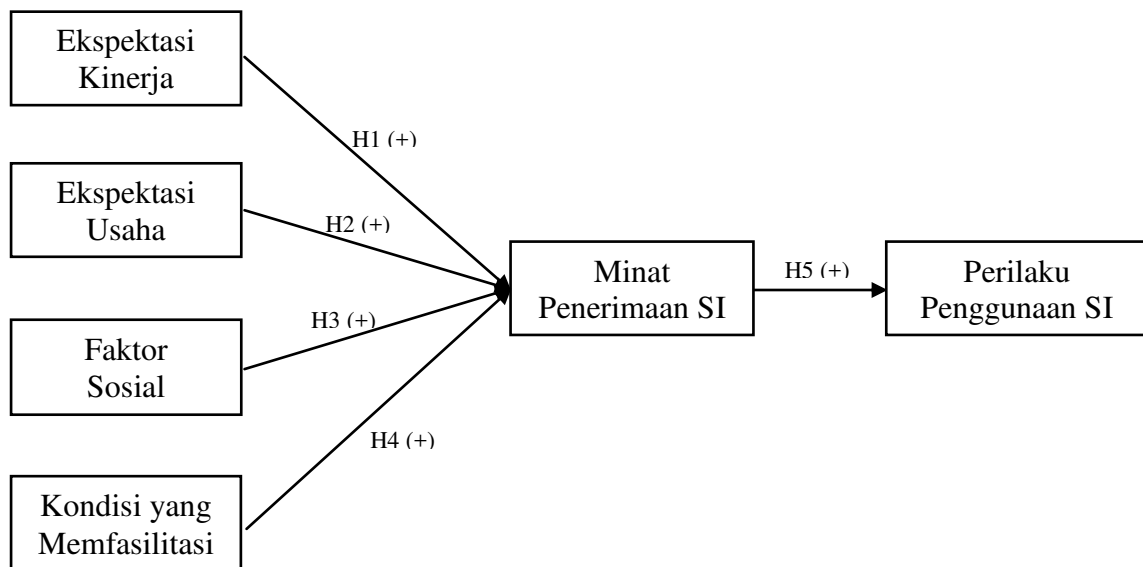 Ekspektasi
Kinerja
H1 (+)
Ekspektasi
Usaha
H2 (+)
Minat
Penerimaan SI
H5 (+)
Perilaku
Penggunaan SI
H3 (+)
Faktor
Sosial
H4 (+)
Kondisi yang
Memfasilitasi